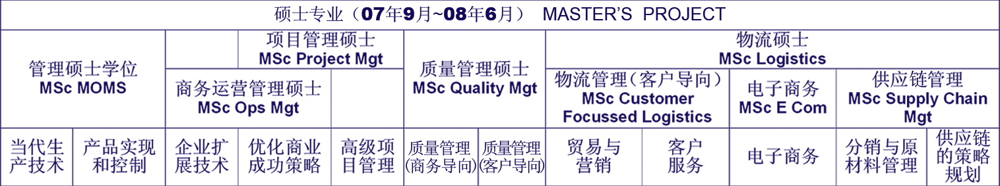 硕士专业（07年9月~08年6月） MASTER'S PROJECT
管理硕士学位
MSc MOMS
项目管理硕士
MSc Project Mgt
商务运营管理硕士
MSc Ops Mgt
质量管理硕士
MSc Quality Mgt
物流硕士
MSc Logistics
物流管理（客户导向）
MSc Customer
Focussed Logistics
电子商务
MSc E Com
供应链管理
MSc Supply Chain
Mgt
当代生
产技术
产品实现
和控制
企业扩
展技术
优化商业
成功策略
高级项
目管理
质量管理
(商务导向)
质量管理
(客户导向)
贸易与
营销
客户
服务
电子商务
分销与原
材料管理
供应链
的策略
规划